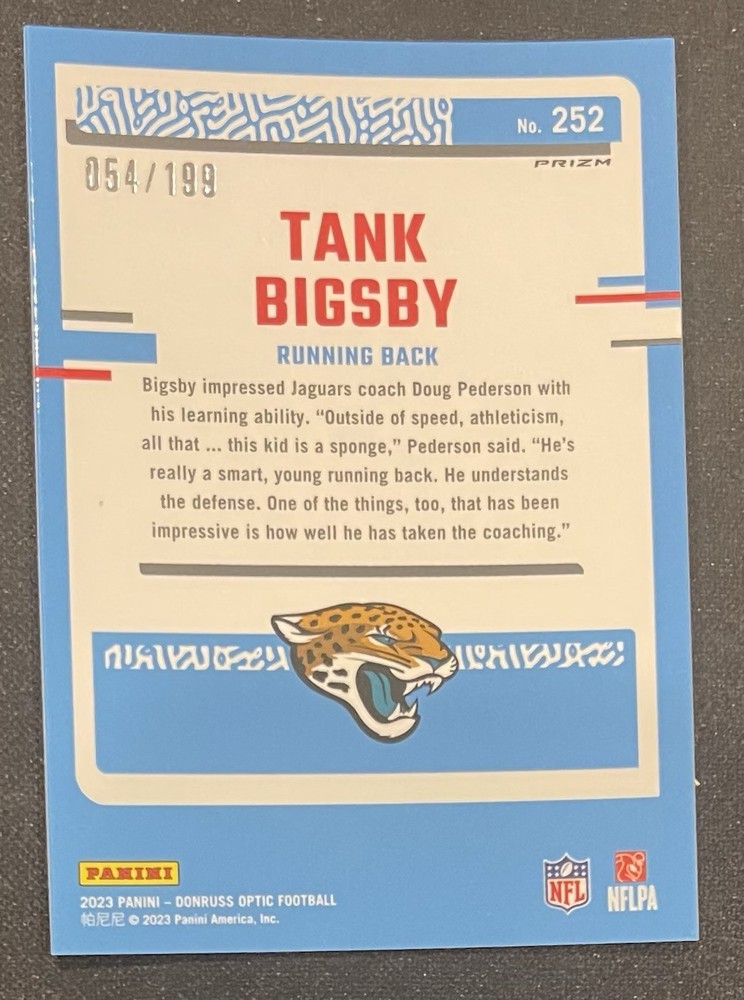 No. 252
PRIZM
054/199
TANK
BIGSBY
RUNNING BACK
Bigsby impressed Jaguars coach Doug Pederson with
his learning ability. “Outside of speed, athleticism,
all that ... this kid is a sponge,” Pederson said. “He's
really a smart, young running back. He understands
the defense. One of the things, too, that has been
impressive is how well he has taken the coaching.”
PANINI
2023 PANINI – DONRUSS OPTIC FOOTBALL
帕尼尼 © 2023 Panini America, Inc.
NFL
NFLPA